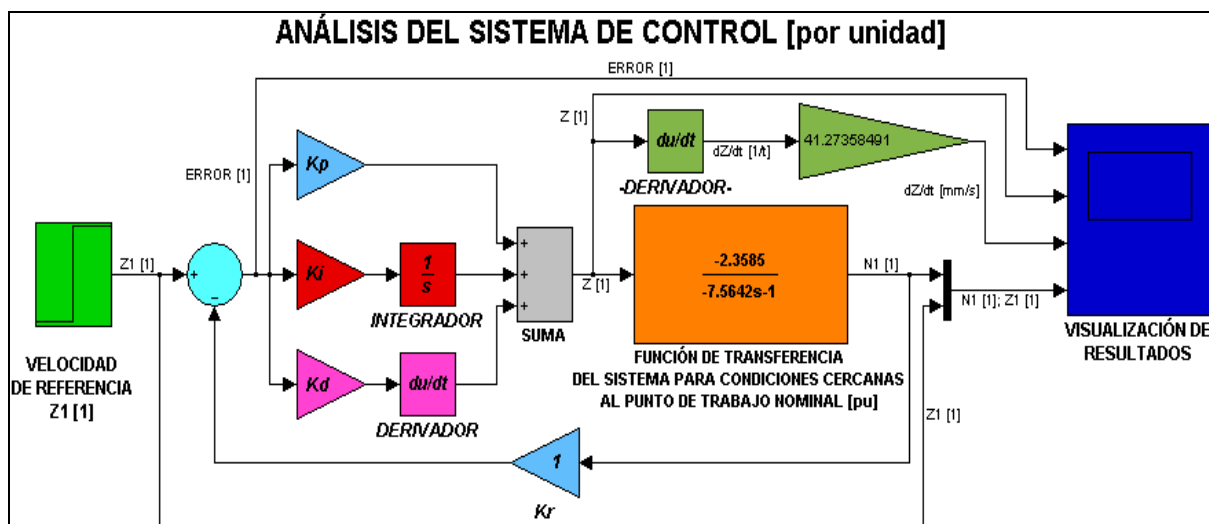 ANÁLISIS DEL SISTEMA DE CONTROL [por unidad]
ERROR [1]
Z [1]
du/dt
dZ/dt [1/t]
41.27358491
-DERIVADOR-
dZ/dt [mm/s]
ERROR [1]
Kp
Z1 [1]
+
−
Ki
1
s
INTEGRADOR
+
+
+
SUMA
Z [1]
-2.3585
-7.5642s-1
N1 [1]
N1 [1]; Z1 [1]
VISUALIZACIÓN DE
RESULTADOS
VELOCIDAD
DE REFERENCIA
Z1 [1]
Kd
du/dt
DERIVADOR
FUNCIÓN DE TRANSFERENCIA
DEL SISTEMA PARA CONDICIONES CERCANAS
AL PUNTO DE TRABAJO NOMINAL [pu]
Z1 [1]
1
Kr